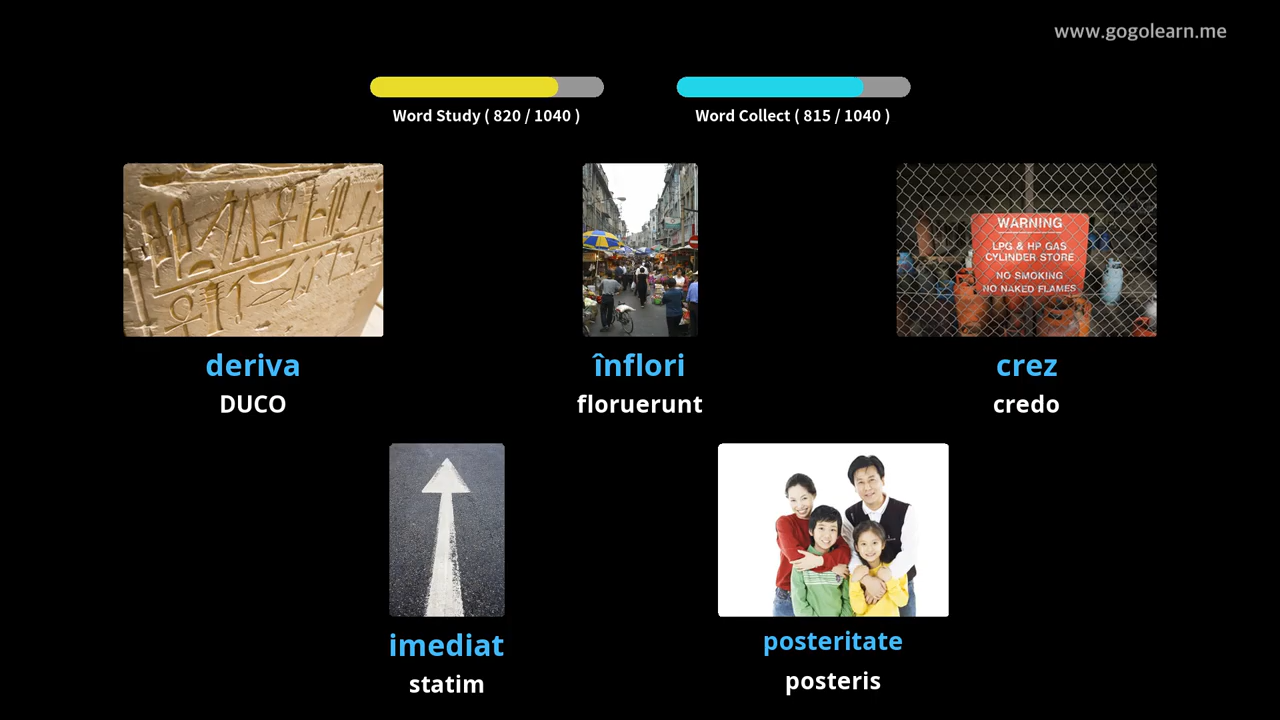 www.gogolearn.me
Word Study ( 820 / 1040 )
Word Collect ( 815 / 1040 )
WARNING
LPG & HP GAS
CYLINDER STORE
NO SMOKING
NO NAKED FLAMES
deriva
DUCO
înflori
floruerunt
crez
credo
imediat
statim
posteritate
posteris